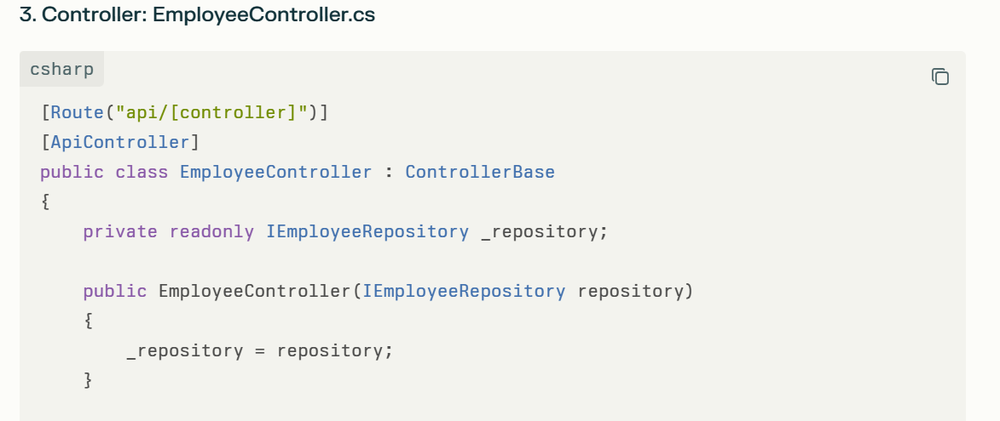 3. Controller: EmployeeController.cs
csharp
[Route("api/[controller]")]
[ApiController]
public class EmployeeController : ControllerBase
{
    private readonly IEmployeeRepository _repository;

    public EmployeeController(IEmployeeRepository repository)
    {
        _repository = repository;
    }